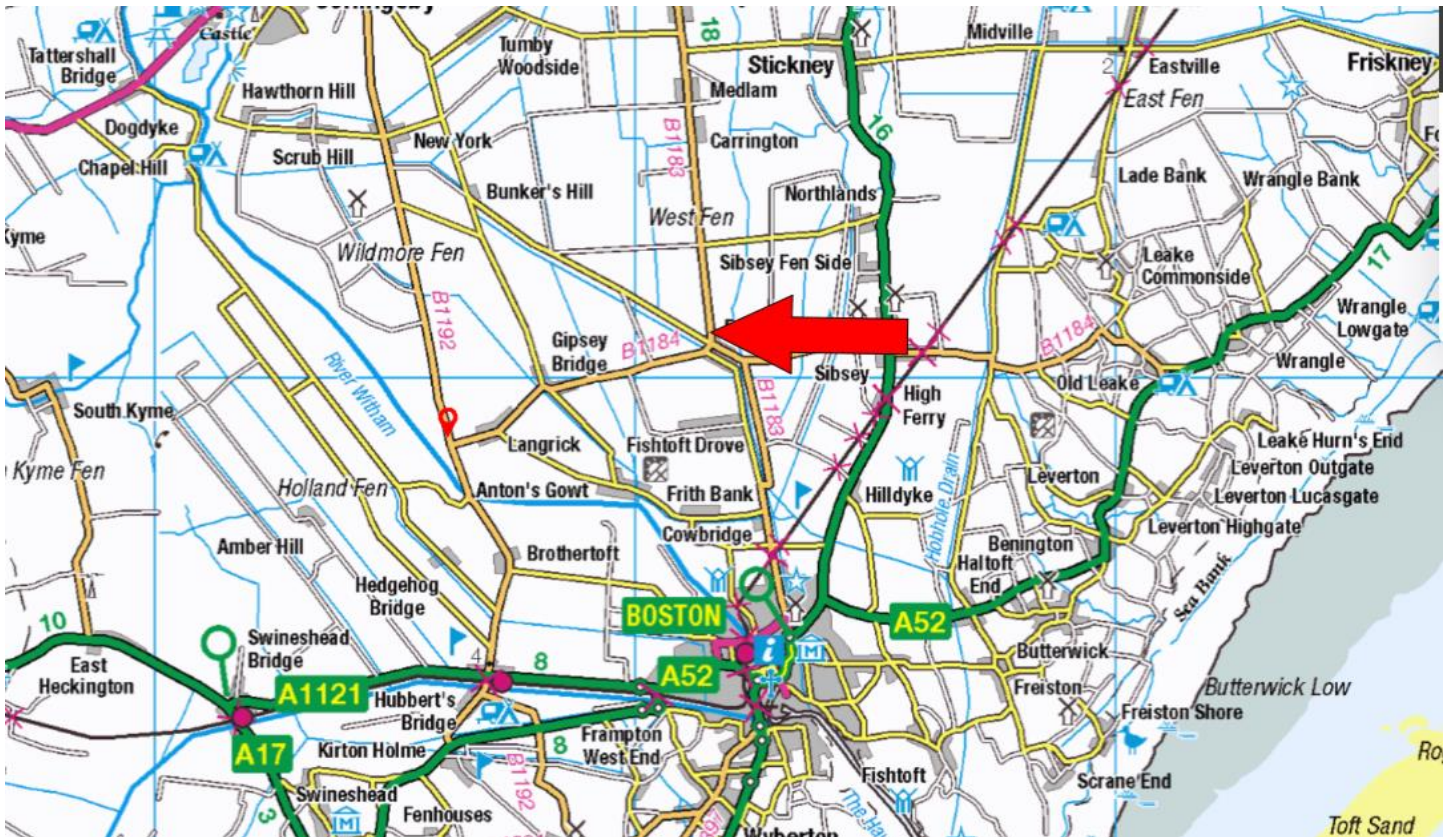 Castle
18
Midville
2
Tattershall
Bridge
Tumby
Woodside
Stickney
Eastville
Friskney
Hawthorn Hill
Medlam
East Fen
Dogdyke
New York
B1183
Carrington
16
Chapel Hill
Scrub Hill
Lade Bank
Wrangle Bank
Bunker's Hill
Northlands
West Fen
Kyme
Wildmore Fen
Sibsey Fen Side
Leake
Commonside
17
B1192
Wrangle
Lowgate
Gipsey
Bridge
B1184
B1184
Wrangle
River Witham
Sibsey
Old Leake
South Kyme
B1183
High
Ferry
Langrick
Fishtoft Drove
Leake Hurn's End
Kyme Fen
Holland Fen
Anton's Gowt
Frith Bank
Hilldyke
Hobhole Drain
Leverton
Leverton Outgate
Leverton Lucasgate
Leverton Highgate
Amber Hill
Brothertoft
Cowbridge
Benington
Haltoft
End
Sea Bank
Hedgehog
Bridge
BOSTON
A52
10
Swineshead
Bridge
4
8
A52
i
M
Butterwick
East
Heckington
A1121
Hubbert's
Bridge
Freiston
Butterwick Low
Freiston Shore
A17
Kirton Holme
8
Frampton
West End
Fishtoft
Scrane End
B1192
Swineshead
3
M
Fenhouses
Wyberton
Toft Sand